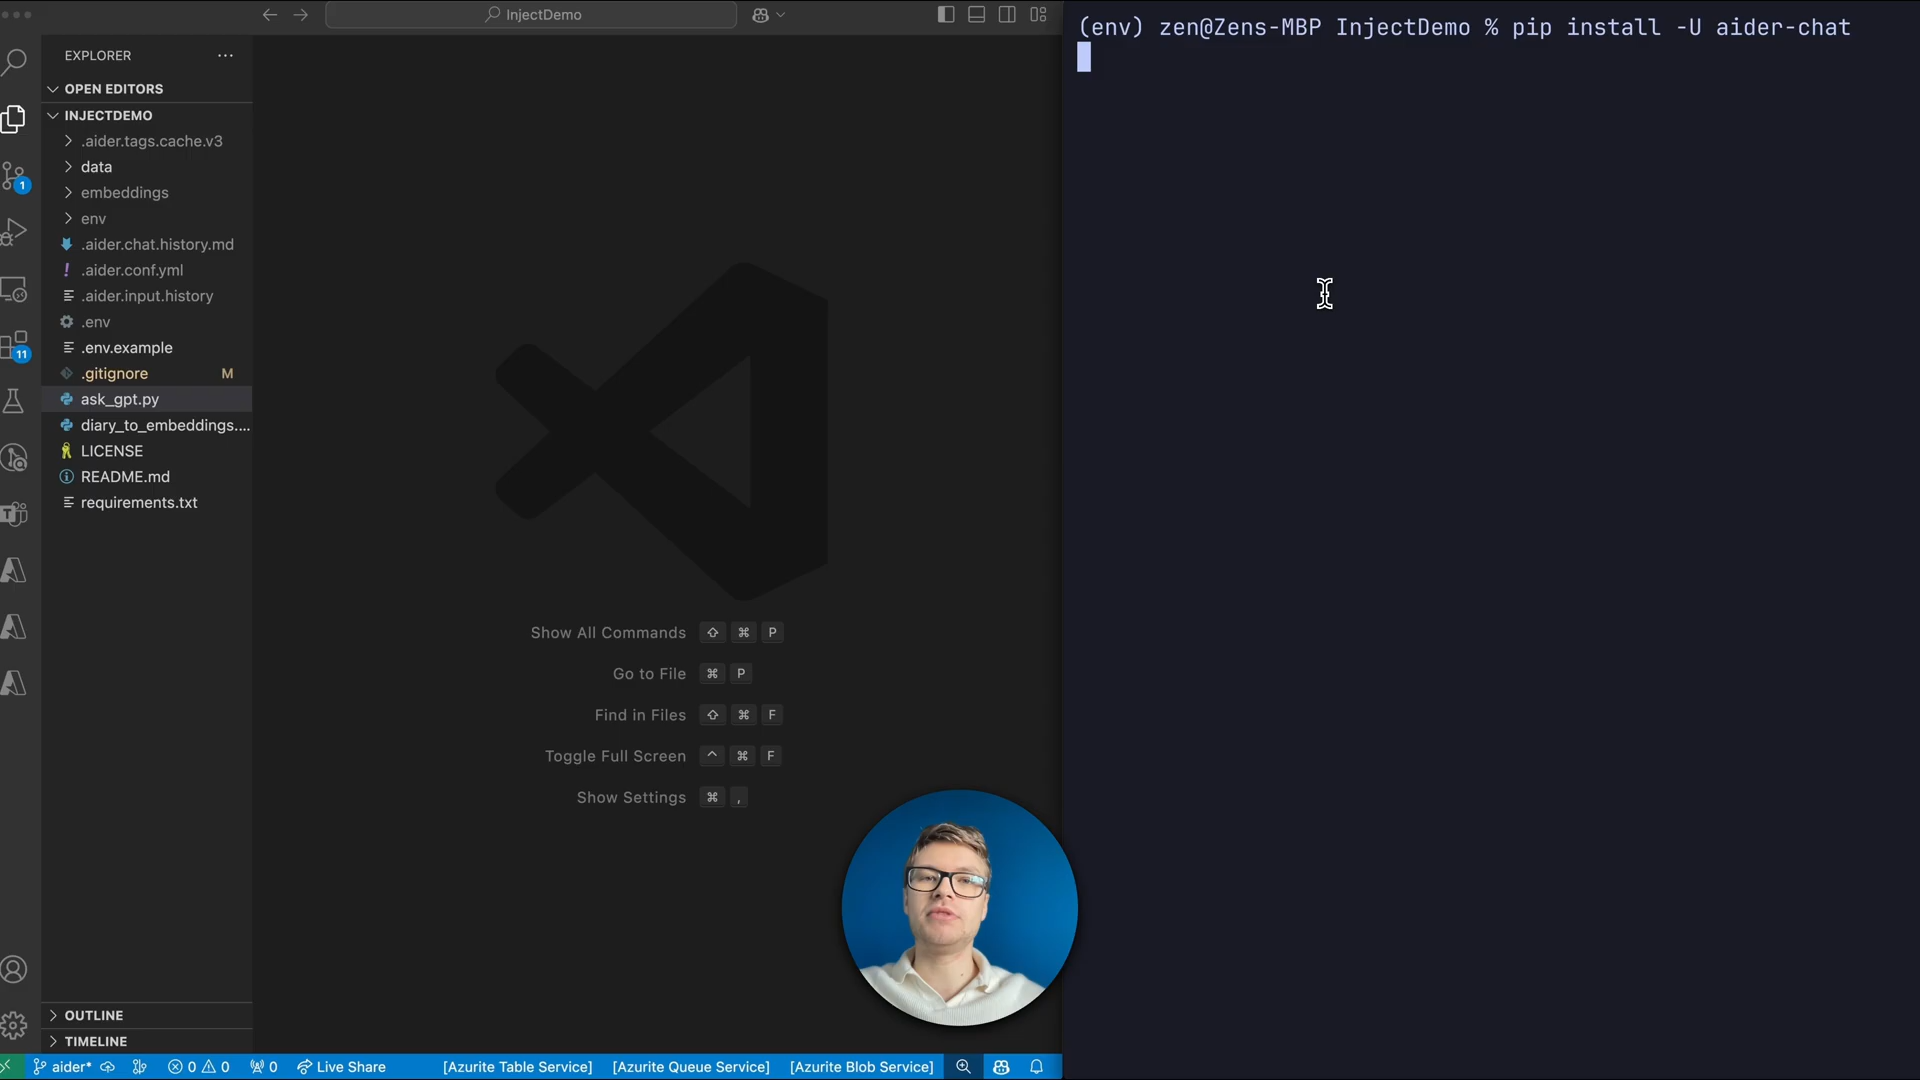 InjectDemo
EXPLORER
OPEN EDITORS
INJECTDEMO
.aider.tags.cache.v3
data
embeddings
env
.aider.chat.history.md
.aider.conf.yml
.aider.input.history
.env
.env.example
.gitignore M
ask_gpt.py
diary_to_embeddings....
LICENSE
README.md
requirements.txt
1
11
Show All Commands ⇧ ⌘ P
Go to File ⌘ P
Find in Files ⇧ ⌘ F
Toggle Full Screen ^ ⌘ F
Show Settings ⌘ ,
OUTLINE
TIMELINE
aider* 0 0 0 Live Share [Azurite Table Service] [Azurite Queue Service] [Azurite Blob Service]
(env) zen@Zens-MBP InjectDemo % pip install -U aider-chat